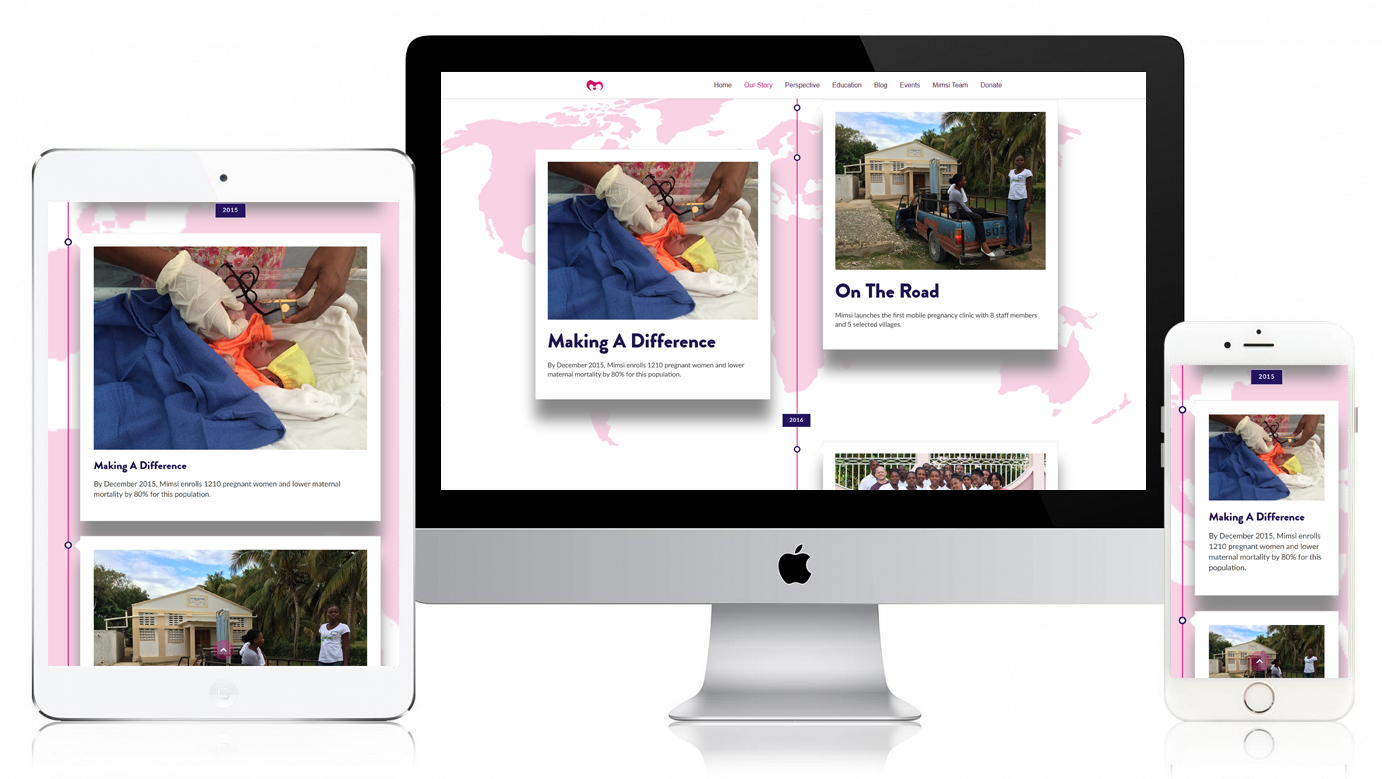 2015
Making A Difference
By December 2015, Mimsi enrolls 1210 pregnant women and lower maternal
mortality by 80% for this population.
Home Our Story Perspective Education Blog Events Mimsi Team Donate
Making A Difference
By December 2015, Mimsi enrolls 1210 pregnant women and lower
maternal mortality by 80% for this population.
On The Road
Mimsi launches the first mobile pregnancy clinic with 8 staff members
and 5 selected villages.
2016
2015
Making A Difference
By December 2015, Mimsi enrolls
1210 pregnant women and lower
maternal mortality by 80% for this
population.